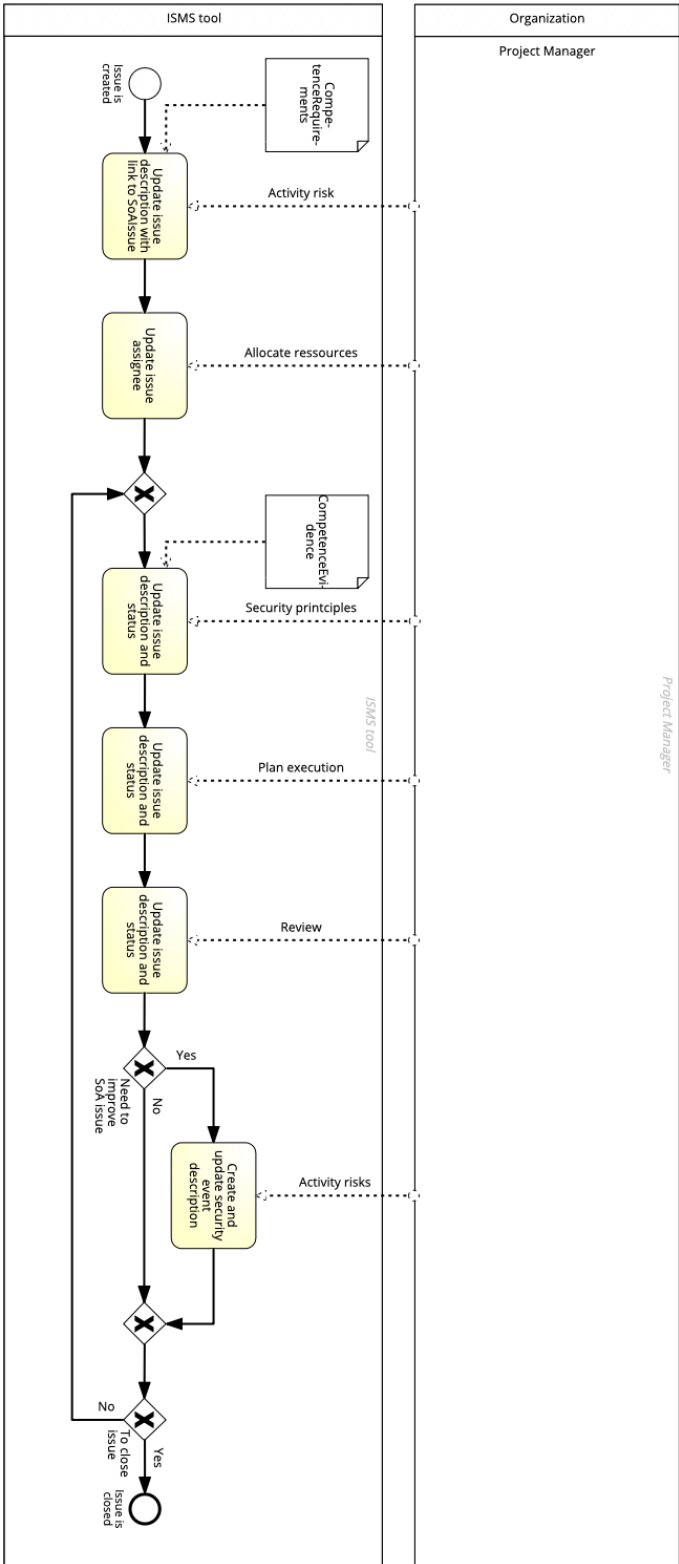 ISMS tool
Organization
Project Manager
Issue is
created
Compe-
tenceRequire-
ments
Update issue
description with
link to SoAIssue
Activity risk
Update issue
assignee
Allocate ressources
CompetenceEvi-
dence
Update issue
description and
status
Security printciples
Project Manager
ISMS tool
Update issue
description and
status
Plan execution
Update issue
description and
status
Review
Yes
No
Need to
improve
SoA issue
Create and
update security
event
description
Activity risks
No
Yes
To close
issue
Issue is
closed